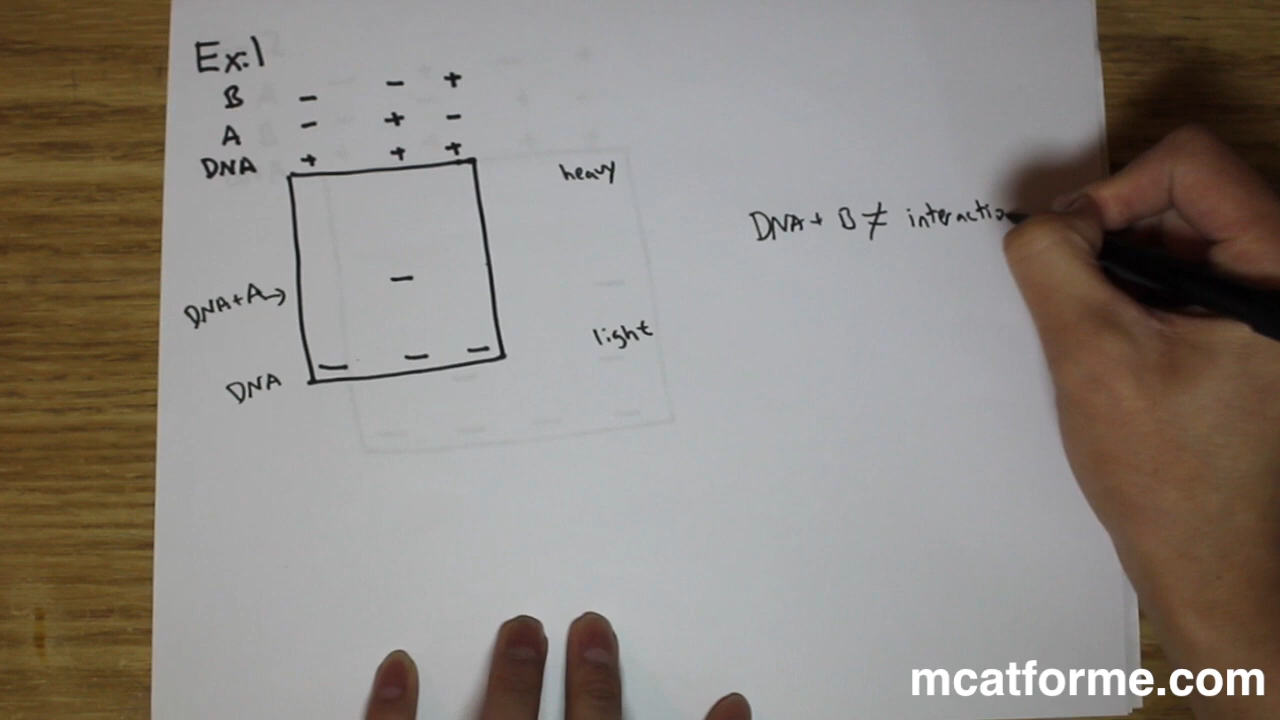 Ex.1
B - - +
A - + -
DNA + + +
heavy
DNA + B ≠ interactio
DNA+A→
light
DNA
mcatforme.com